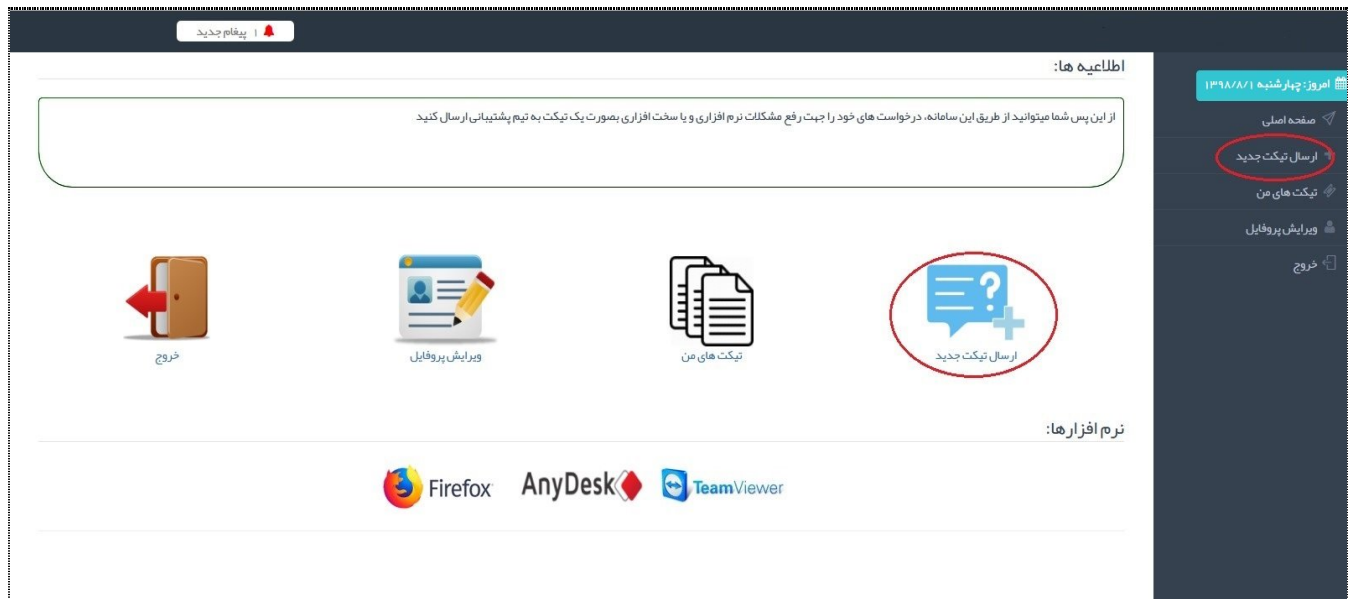 ۱ پیغام جدید
امروز: چهارشنبه ۱۳۹۸/۸/۱
صفحه اصلی
ارسال تیکت جدید
تیکت های من
ویرایش پروفایل
خروج
اطلاعیه ها:
از این پس شما میتوانید از طریق این سامانه، درخواست های خود را جهت رفع مشکلات نرم افزاری و یا سخت افزاری بصورت یک تیکت به تیم پشتیبانی ارسال کنید
ارسال تیکت جدید
تیکت های من
ویرایش پروفایل
خروج
نرم افزارها:
TeamViewer
AnyDesk
Firefox